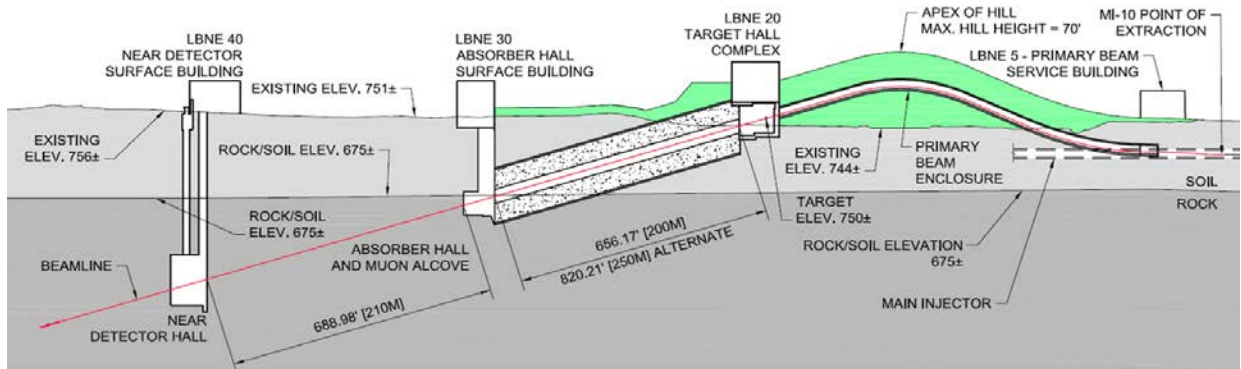 LBNE 40
NEAR DETECTOR
SURFACE BUILDING
LBNE 30
ABSORBER HALL
SURFACE BUILDING
LBNE 20
TARGET HALL
COMPLEX
APEX OF HILL
MAX. HILL HEIGHT = 70'
MI-10 POINT OF
EXTRACTION
LBNE 5 - PRIMARY BEAM
SERVICE BUILDING
EXISTING ELEV. 751±
EXISTING
ELEV. 756±
ROCK/SOIL ELEV. 675±
EXISTING
ELEV. 744±
PRIMARY
BEAM
ENCLOSURE
SOIL
ROCK
ROCK/SOIL
ELEV. 675±
TARGET
ELEV. 750±
ROCK/SOIL ELEVATION
675±
BEAMLINE
ABSORBER HALL
AND MUON ALCOVE
656.17' [200M]
820.21' [250M] ALTERNATE
MAIN INJECTOR
688.98' [210M]
NEAR
DETECTOR HALL